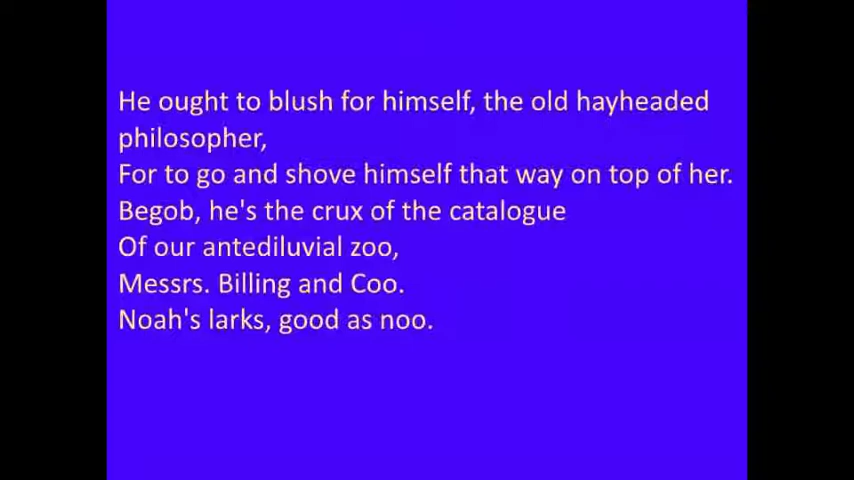 He ought to blush for himself, the old hayheaded
philosopher,
For to go and shove himself that way on top of her.
Begob, he's the crux of the catalogue
Of our antediluvial zoo,
Messrs. Billing and Coo.
Noah's larks, good as noo.